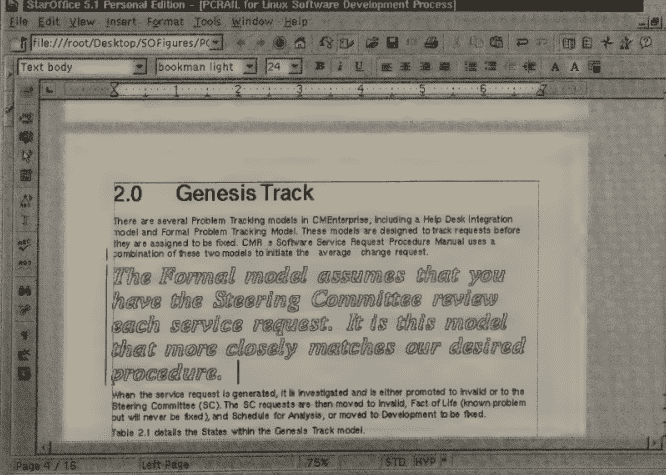 StarOffice 5.1 Personal Edition - [PCRAIL for Linux Software Development Process]
File Edit View Insert Format Tools Window Help
file:///root/Desktop/SOFigures/PC
Text body bookman light 24 B i U A A
1 2 3 4 5 6
2.0 Genesis Track
There are several Problem Tracking models in CMEnterprise, including a Help Desk Integration
model and Formal Problem Tracking Model. These models are designed to track requests before
they are assigned to be fixed. CMR s Software Service Request Procedure Manual uses a
combination of these two models to initiate the average change request.
The Formal model assumes that you
have the Steering Committee review
each service request. It is this model
that more closely matches our desired
procedure.
When the service request is generated, it is investigated and is either promoted to Invalid or to the
Steering Committee (SC). The SC requests are then moved to Invalid, Fact of Life (known problem
but will never be fixed), and Schedule for Analysis, or moved to Development to be fixed.
Table 2.1 details the States within the Genesis Track model.
Page 4 / 16 Left Page 75% STD HYP *